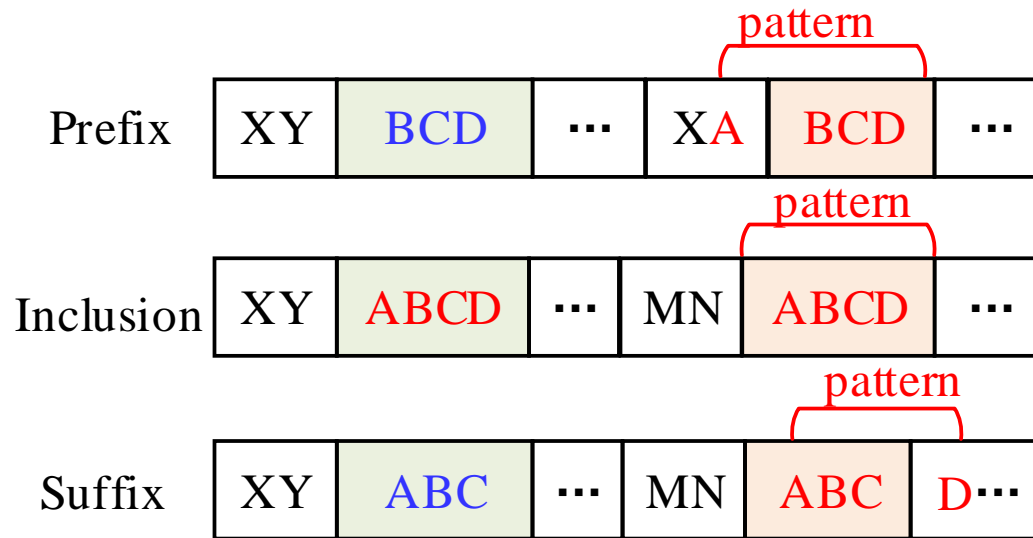 pattern
Prefix XY BCD ... XA BCD ...
pattern
Inclusion XY ABCD ... MN ABCD ...
pattern
Suffix XY ABC ... MN ABC D...